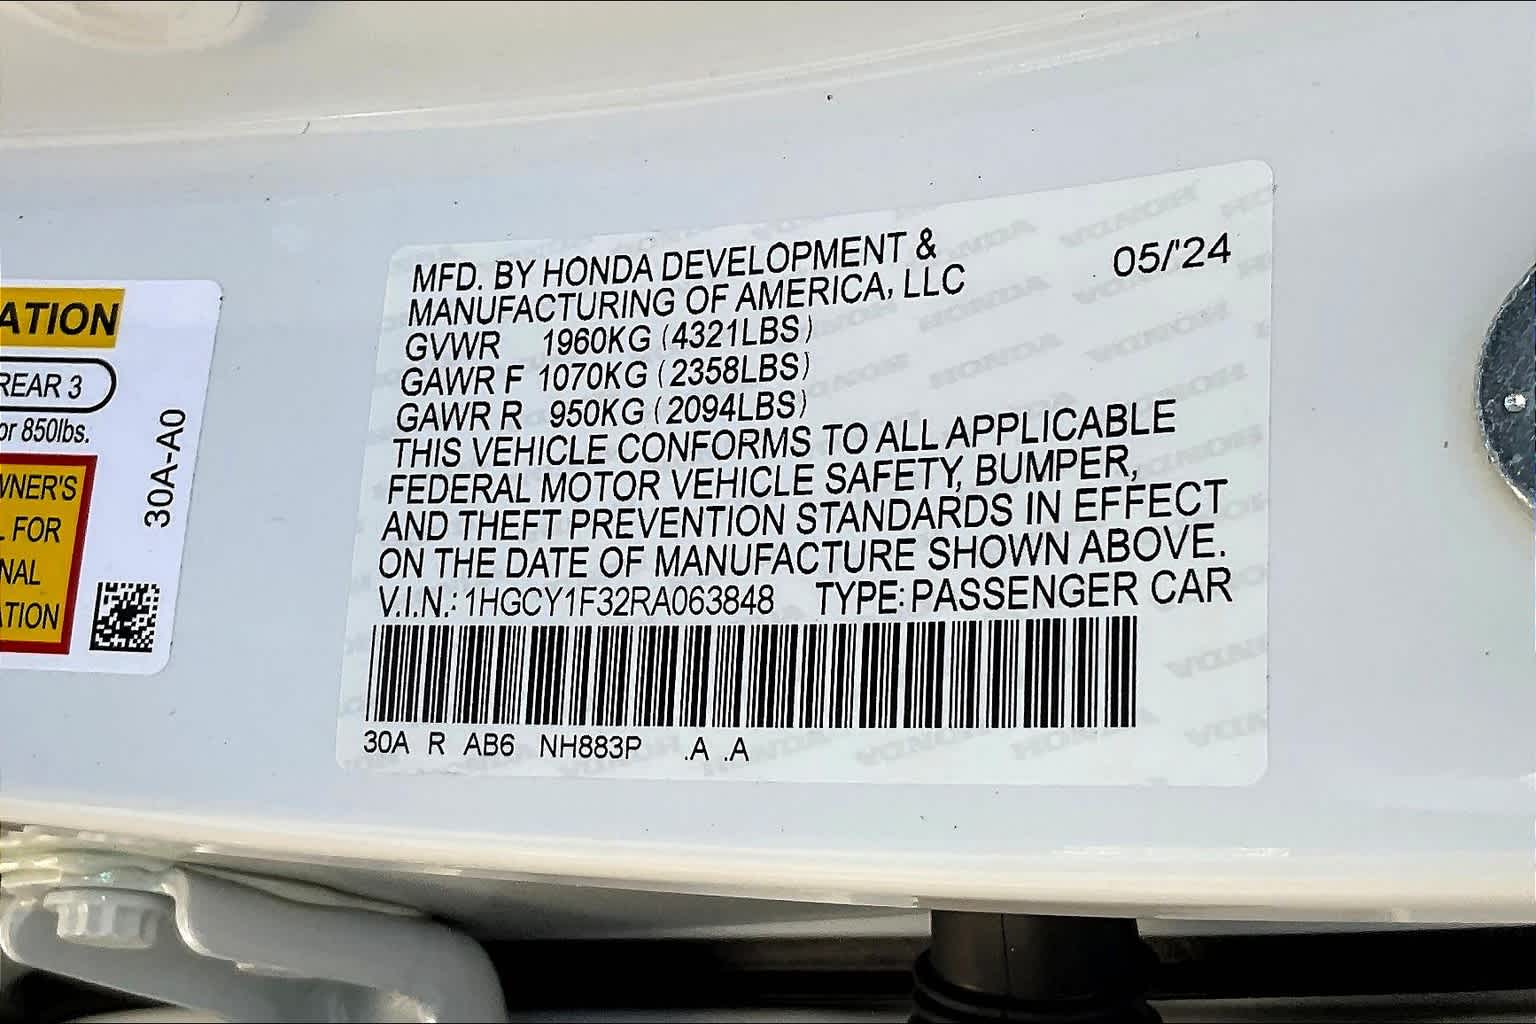 ATION
REAR 3
or 850lbs.
WNER'S
L FOR
NAL
ATION
30A-A0
MFD. BY HONDA DEVELOPMENT &
MANUFACTURING OF AMERICA, LLC
05/'24
GVWR 1960KG (4321LBS)
GAWR F 1070KG (2358LBS)
GAWR R 950KG (2094LBS)
THIS VEHICLE CONFORMS TO ALL APPLICABLE
FEDERAL MOTOR VEHICLE SAFETY, BUMPER,
AND THEFT PREVENTION STANDARDS IN EFFECT
ON THE DATE OF MANUFACTURE SHOWN ABOVE.
V.I.N.: 1HGCY1F32RA063848 TYPE: PASSENGER CAR
30A R AB6 NH883P .A .A